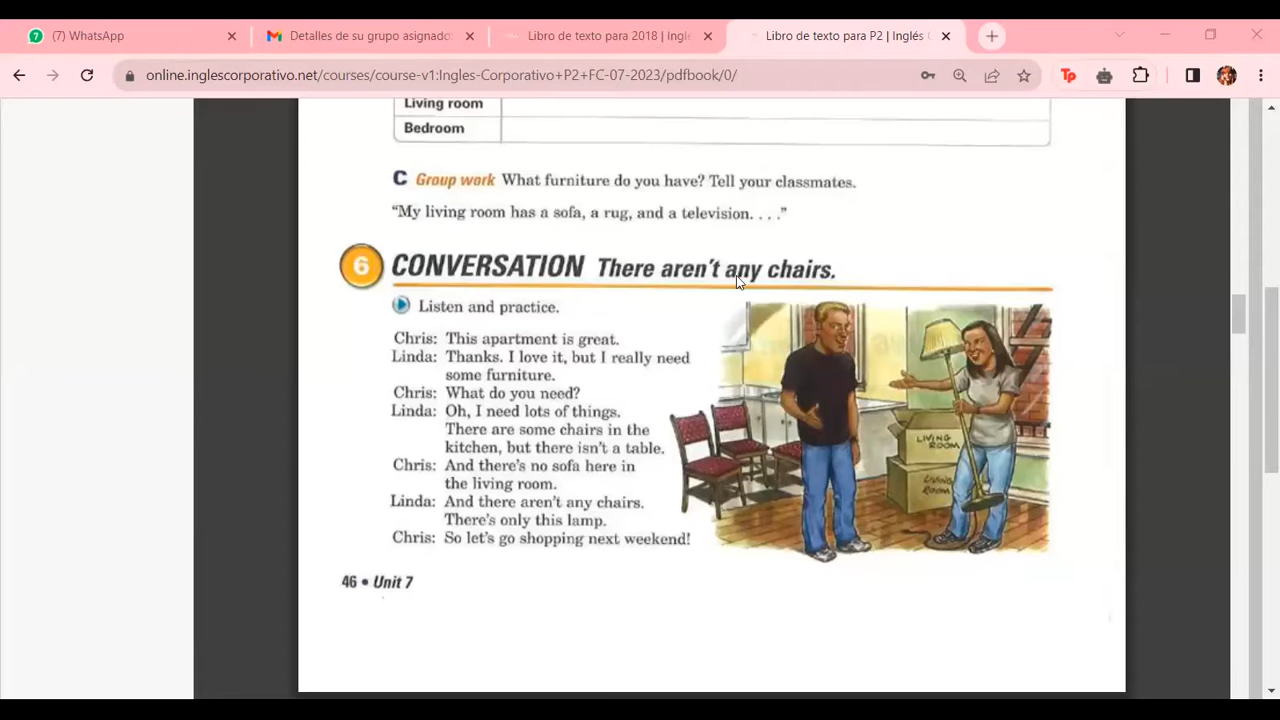 7
(7) WhatsApp
Detalles de su grupo asignado:
Libro de texto para 2018 | Ingle
Libro de texto para P2 | Inglés
online.inglescorporativo.net/courses/course-v1:Ingles-Corporativo+P2+FC-07-2023/pdfbook/0/
Tp
Living room
Bedroom
C Group work What furniture do you have? Tell your classmates.
“My living room has a sofa, a rug, and a television. . . .”
6 CONVERSATION There aren't any chairs.
Listen and practice.
Chris: This apartment is great.
Linda: Thanks. I love it, but I really need
some furniture.
Chris: What do you need?
Linda: Oh, I need lots of things.
There are some chairs in the
kitchen, but there isn't a table.
Chris: And there's no sofa here in
the living room.
Linda: And there aren't any chairs.
There's only this lamp.
Chris: So let's go shopping next weekend!
LIVING
ROOM
LIVING
ROOM
46 • Unit 7